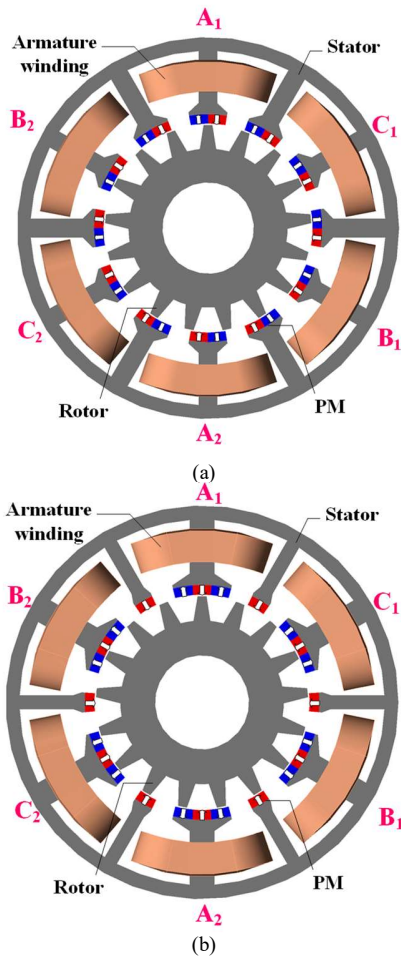 A1
Armature
winding
Stator
B2
C1
C2
B1
Rotor
PM
A2
(a)
A1
Armature
winding
Stator
B2
C1
C2
B1
Rotor
PM
A2
(b)